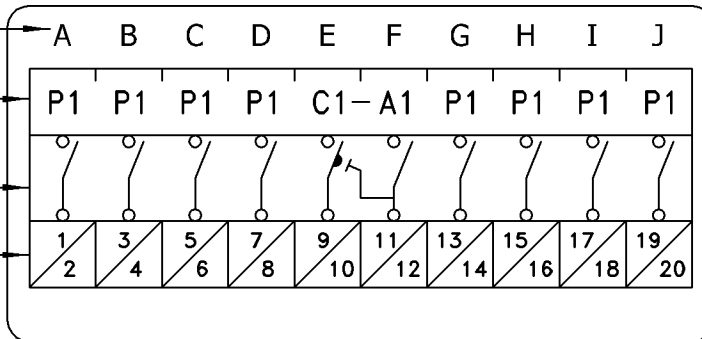 A B C D E F G H I J
P1 P1 P1 P1 C1-A1 P1 P1 P1 P1
1 3 5 7 9 11 13 15 17 19
2 4 6 8 10 12 14 16 18 20